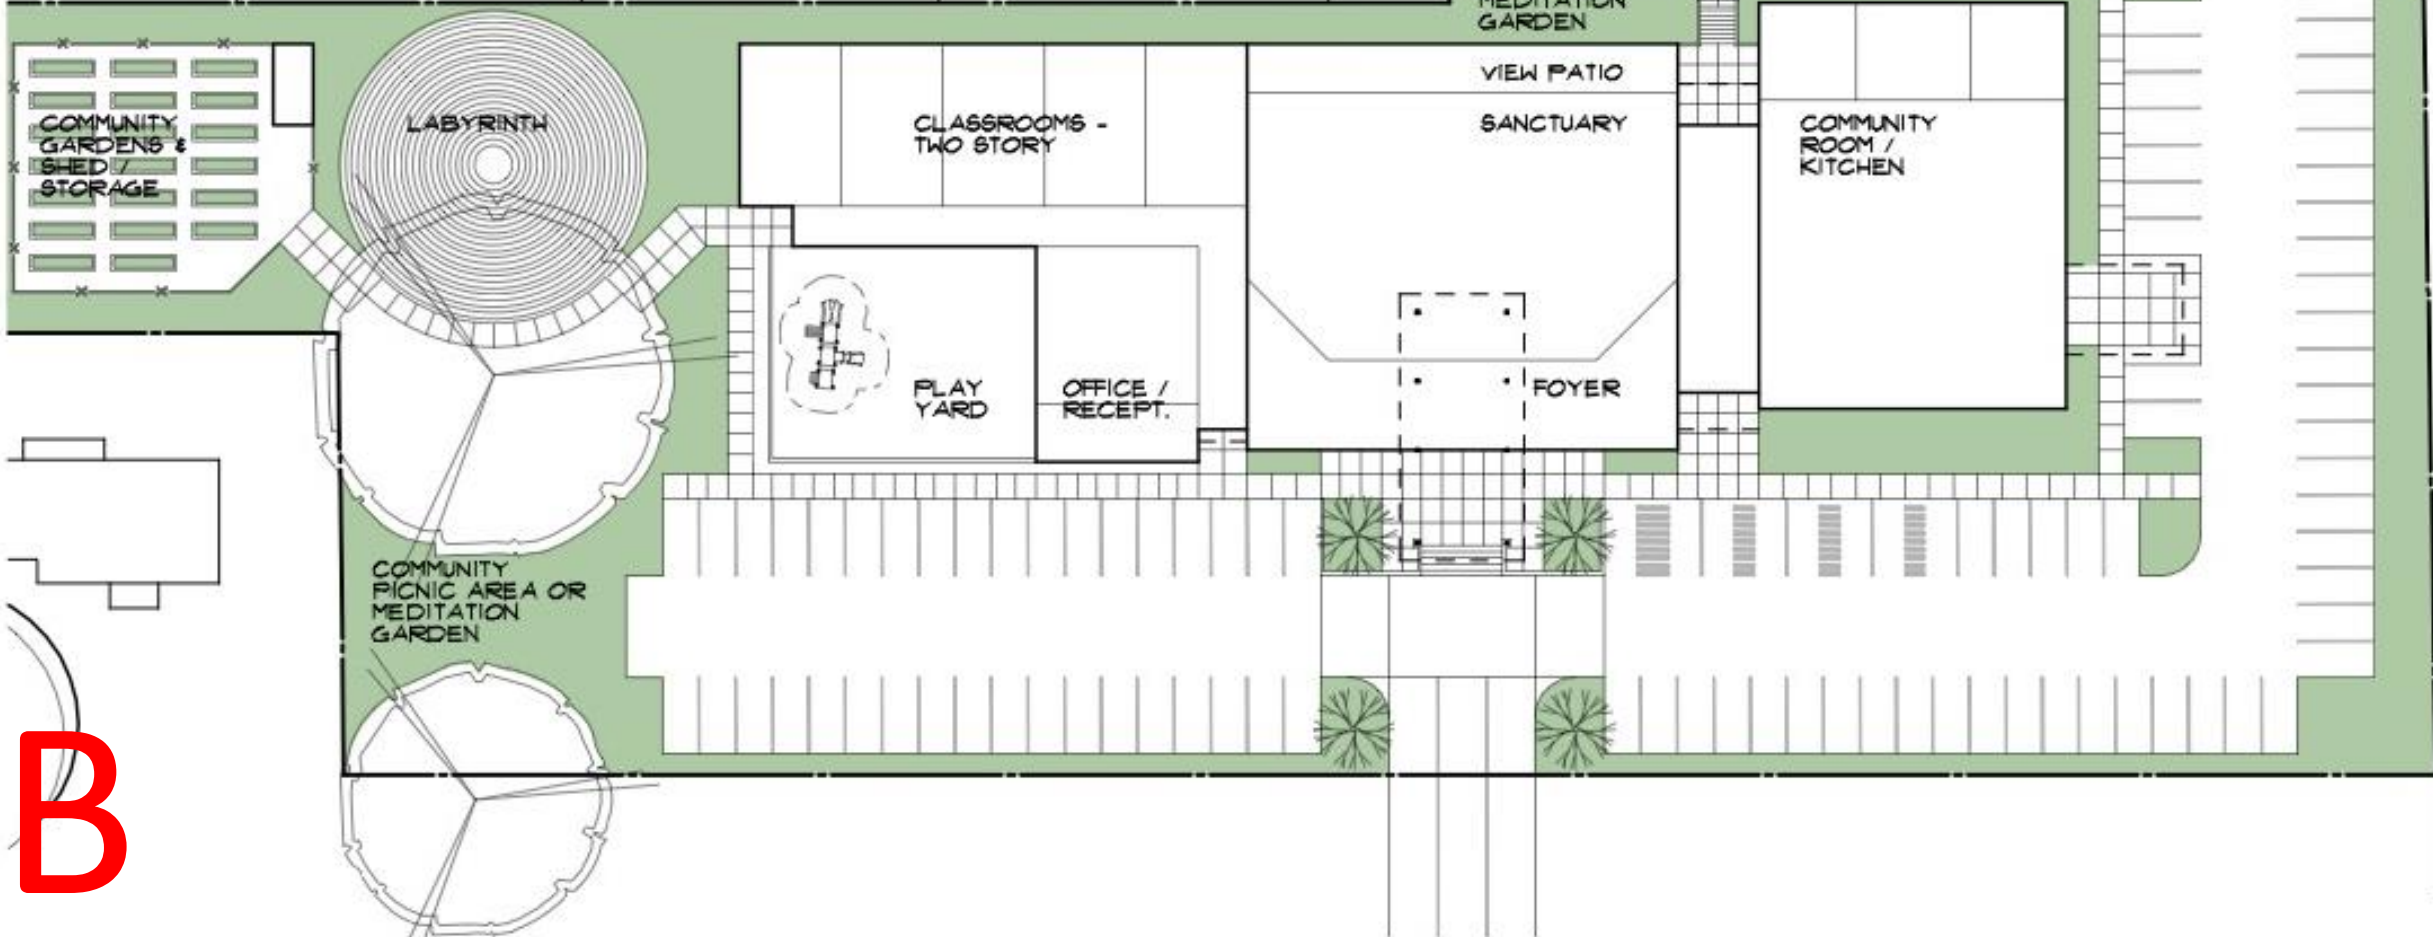 MEDITATION
GARDEN
VIEW PATIO
SANCTUARY
COMMUNITY
GARDENS &
SHED /
STORAGE
LABYRINTH
CLASSROOMS -
TWO STORY
COMMUNITY
ROOM /
KITCHEN
PLAY
YARD
OFFICE /
RECEPT.
FOYER
COMMUNITY
PICNIC AREA OR
MEDITATION
GARDEN
B